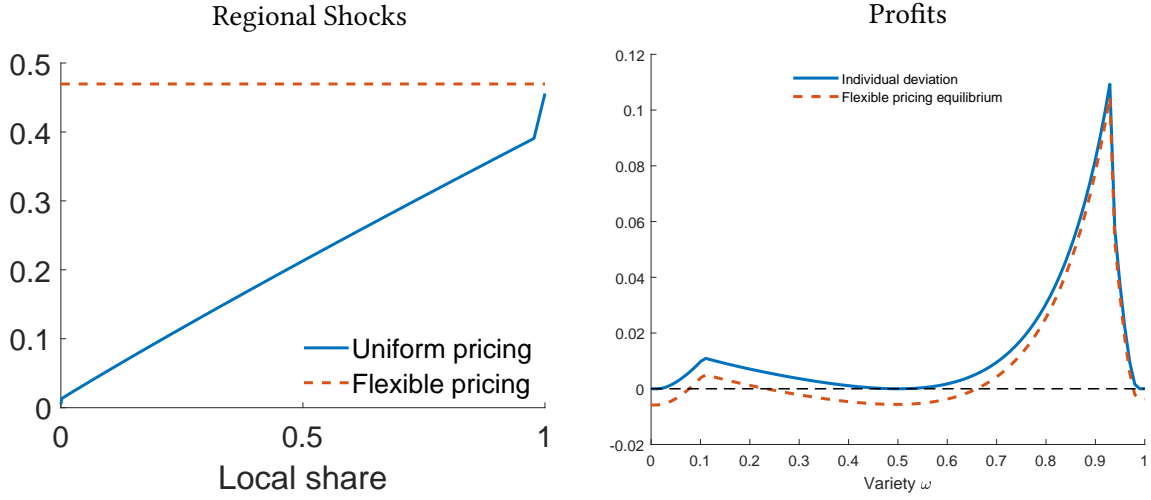 Regional Shocks
0.5
0.4
0.3
0.2
0.1
0
0 0.5 1
Local share
Uniform pricing
Flexible pricing
Profits
0.12
0.1
0.08
0.06
0.04
0.02
0
-0.02
0 0.1 0.2 0.3 0.4 0.5 0.6 0.7 0.8 0.9 1
Variety ω
Individual deviation
Flexible pricing equilibrium